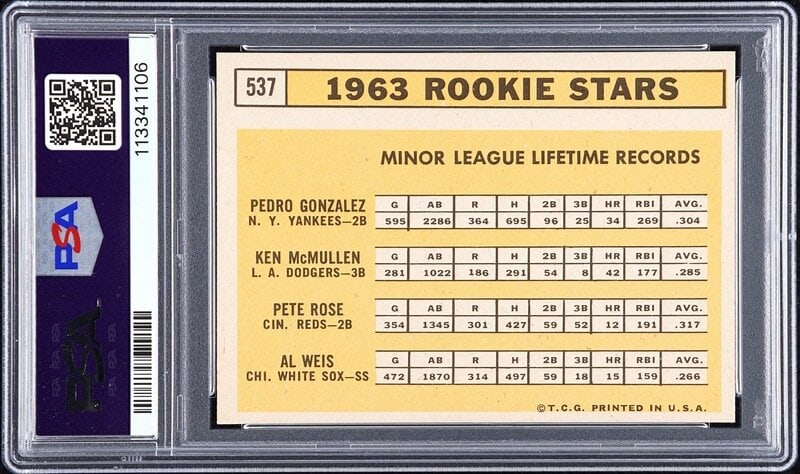 PSA
113341106
PSA
537
1963 ROOKIE STARS
MINOR LEAGUE LIFETIME RECORDS
PEDRO GONZALEZ
N. Y. YANKEES—2B
G AB R H 2B 3B HR RBI AVG.
595 2286 364 695 96 25 34 269 .304
KEN McMULLEN
L. A. DODGERS—3B
G AB R H 2B 3B HR RBI AVG.
281 1022 186 291 54 8 42 177 .285
PETE ROSE
CIN. REDS—2B
G AB R H 2B 3B HR RBI AVG.
354 1345 301 427 59 52 12 191 .317
AL WEIS
CHI. WHITE SOX—SS
G AB R H 2B 3B HR RBI AVG.
472 1870 314 497 59 18 15 159 .266
©T.C.G. PRINTED IN U.S.A.